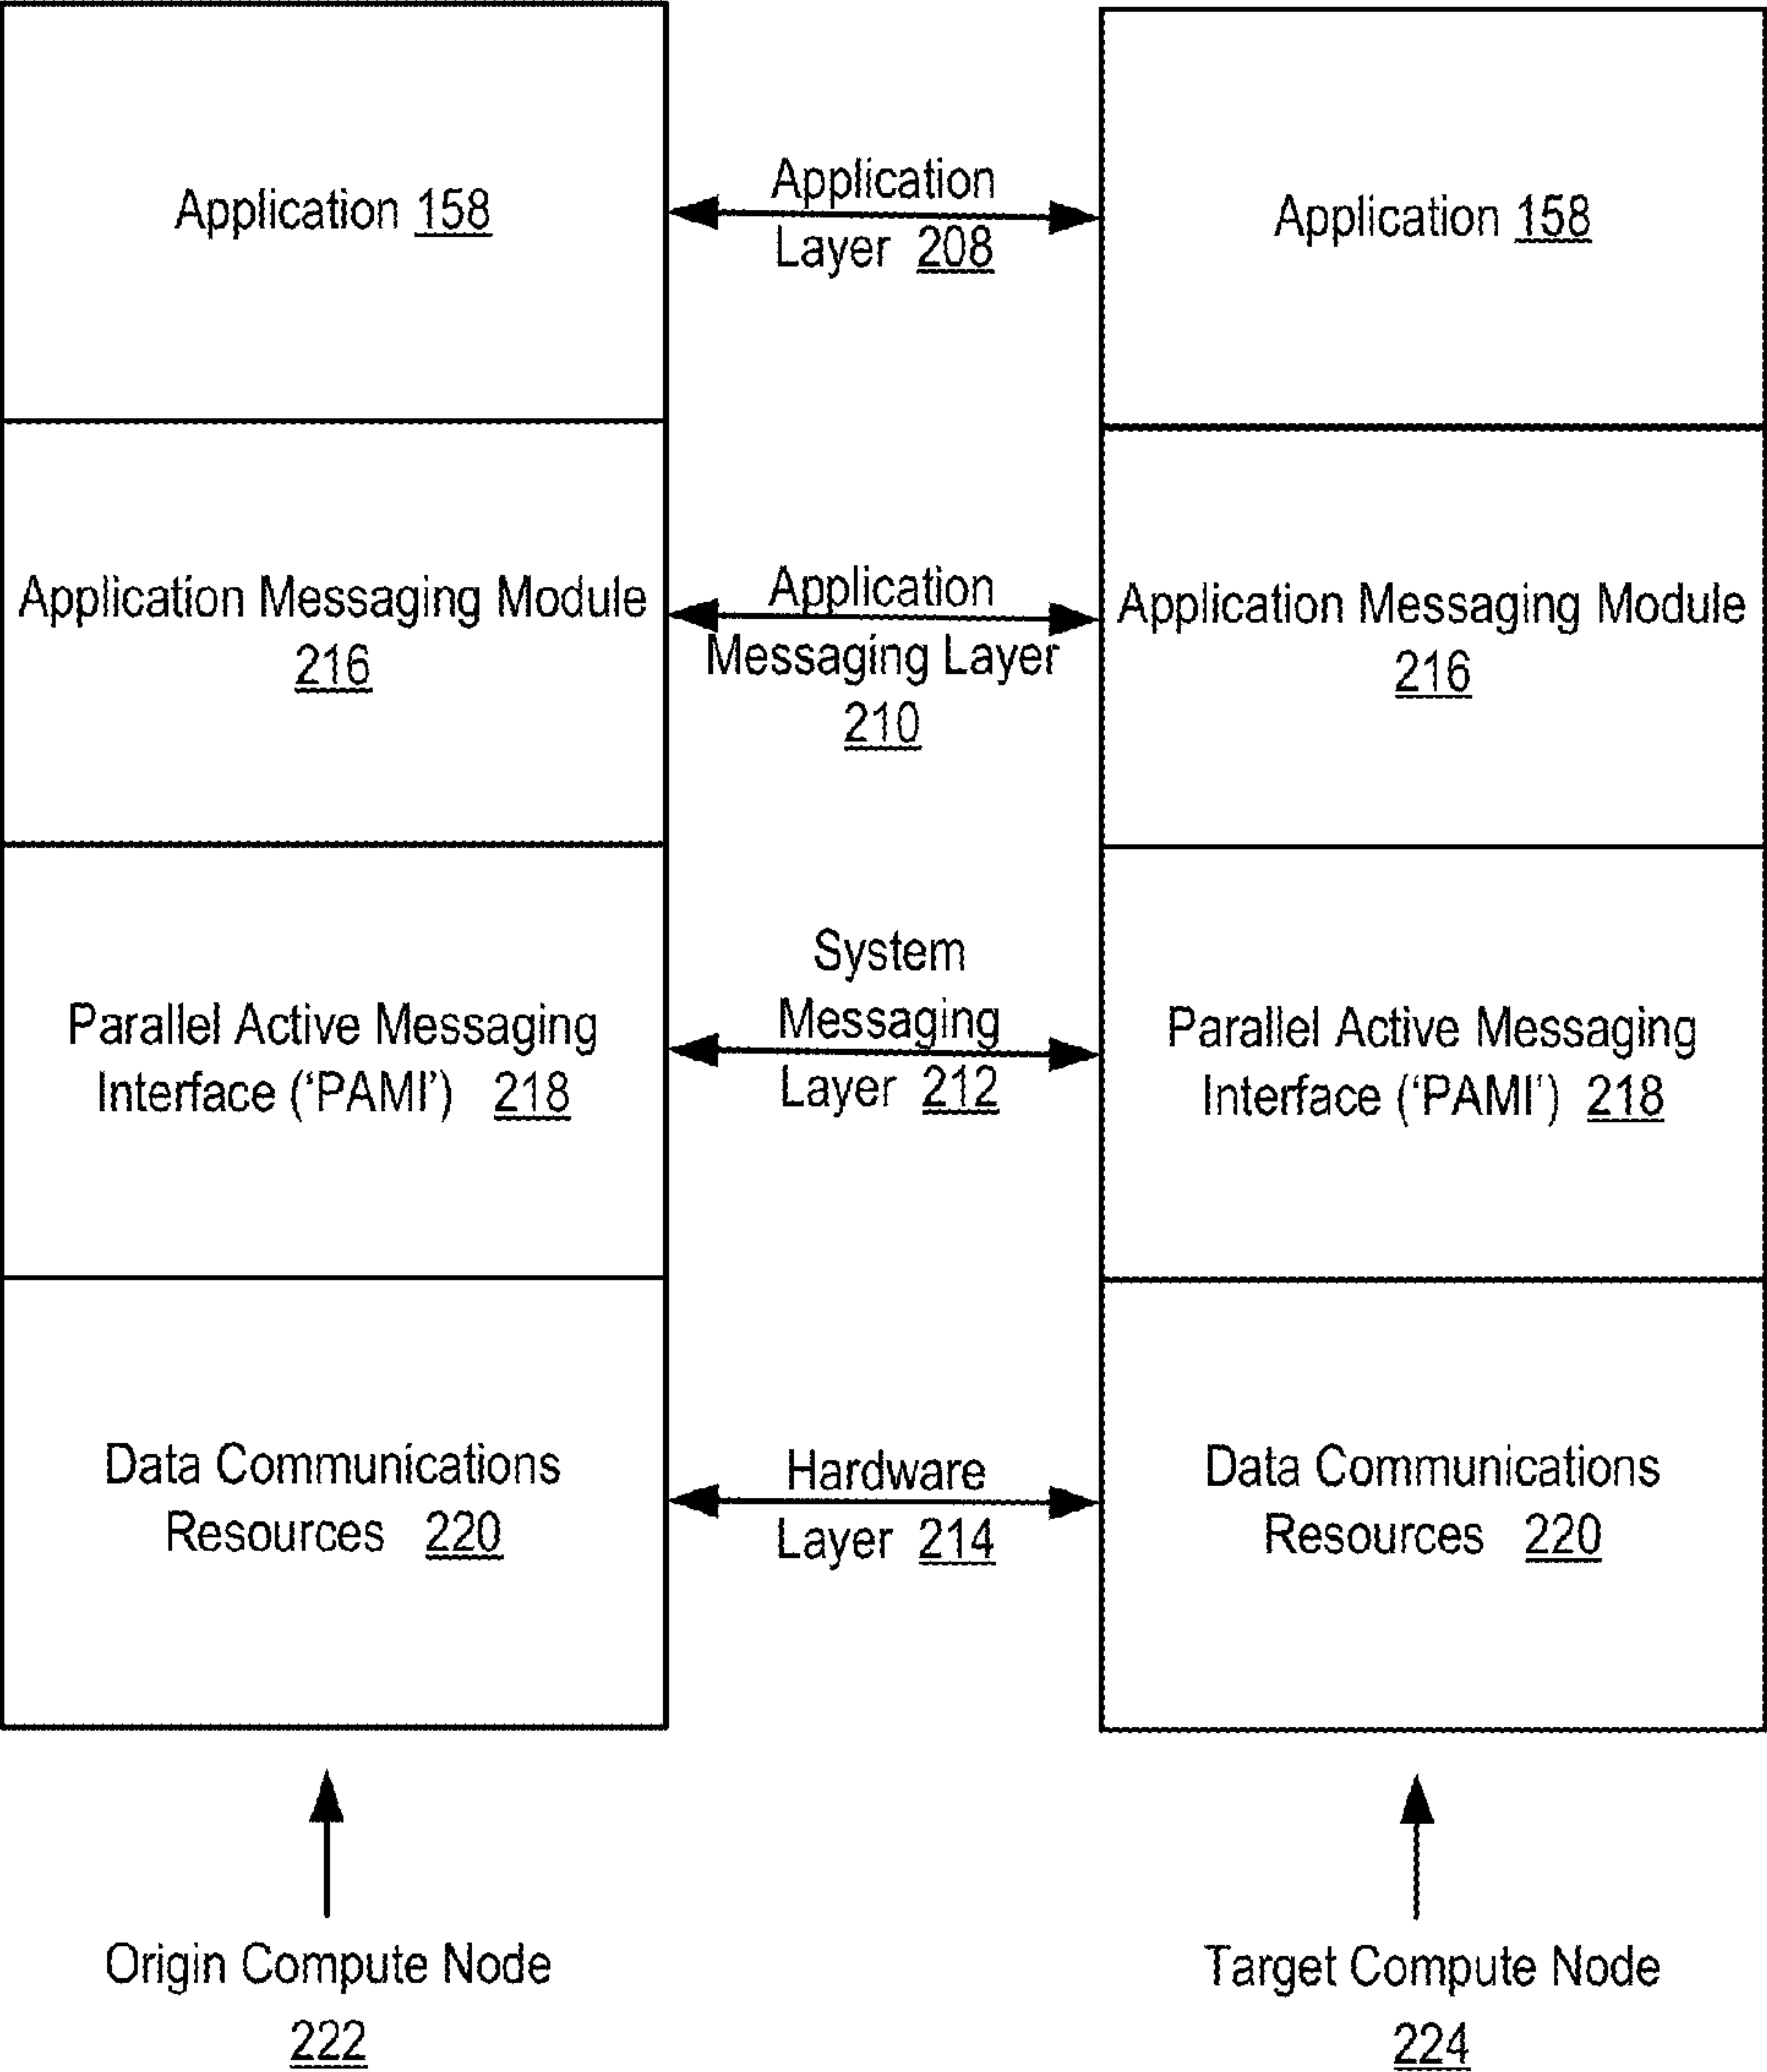 Application 158
Application
Layer 208
Application 158
Application Messaging Module
216
Application
Messaging Layer
210
Application Messaging Module
216
Parallel Active Messaging
Interface (‘PAMI’) 218
System
Messaging
Layer 212
Parallel Active Messaging
Interface (‘PAMI’) 218
Data Communications
Resources 220
Hardware
Layer 214
Data Communications
Resources 220
Origin Compute Node
222
Target Compute Node
224